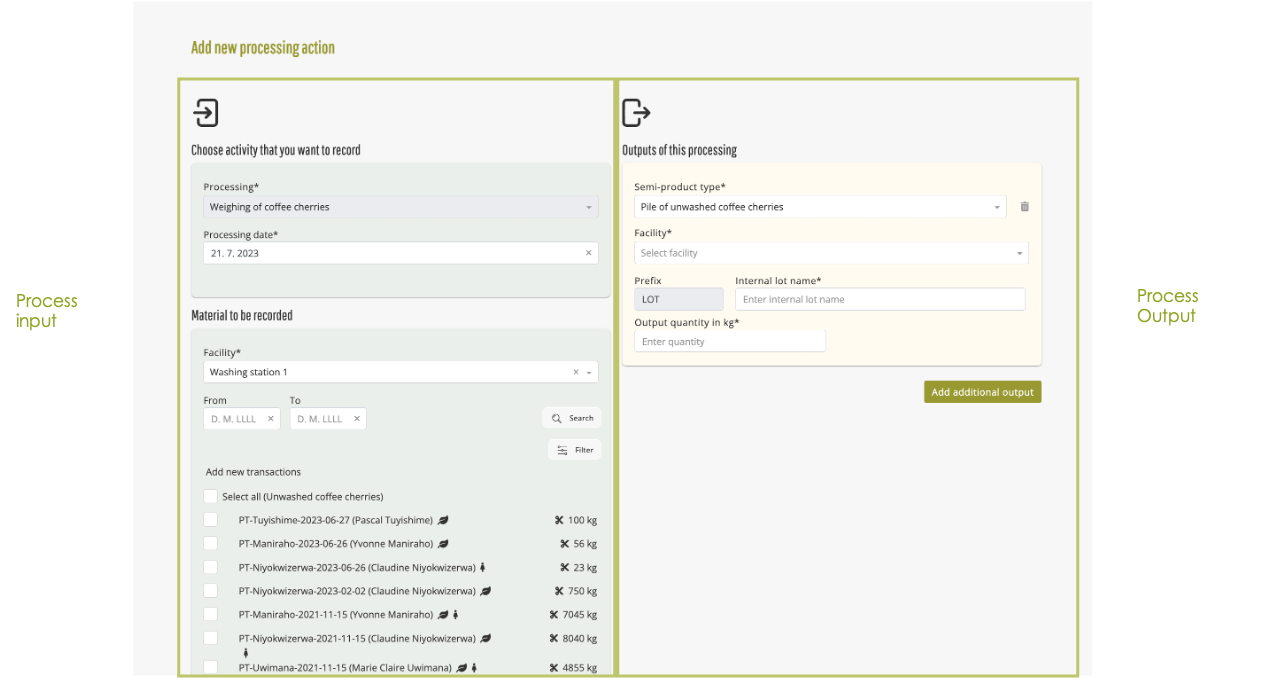 Add new processing action
Process
input
Choose activity that you want to record
Processing*
Weighing of coffee cherries
Processing date*
21. 7. 2023
Material to be recorded
Facility*
Washing station 1
From
To
D. M. LLLL
D. M. LLLL
Search
Filter
Add new transactions
Select all (Unwashed coffee cherries)
PT-Tuyishime-2023-06-27 (Pascal Tuyishime) 100 kg
PT-Maniraho-2023-06-26 (Yvonne Maniraho) 56 kg
PT-Niyokwizerwa-2023-06-26 (Claudine Niyokwizerwa) 23 kg
PT-Niyokwizerwa-2023-02-02 (Claudine Niyokwizerwa) 750 kg
PT-Maniraho-2021-11-15 (Yvonne Maniraho) 7045 kg
PT-Niyokwizerwa-2021-11-15 (Claudine Niyokwizerwa) 8040 kg
PT-Uwimana-2021-11-15 (Marie Claire Uwimana) 4855 kg
Outputs of this processing
Semi-product type*
Pile of unwashed coffee cherries
Facility*
Select facility
Prefix
Internal lot name*
LOT
Enter internal lot name
Output quantity in kg*
Enter quantity
Add additional output
Process
Output